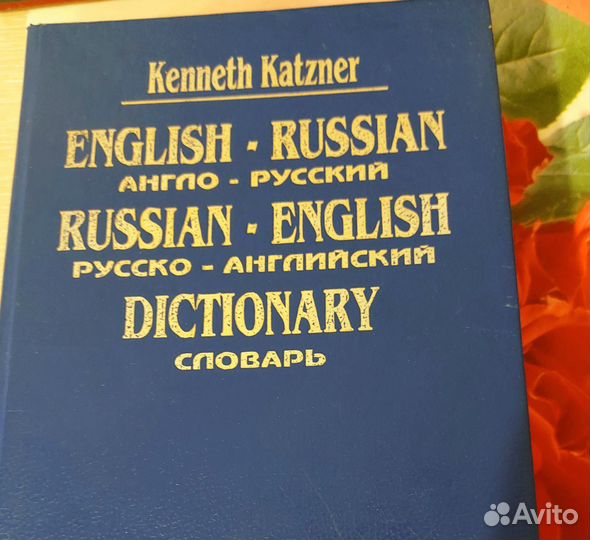 Kenneth Katzner
ENGLISH - RUSSIAN
АНГЛО - РУССКИЙ
RUSSIAN - ENGLISH
РУССКО - АНГЛИЙСКИЙ
DICTIONARY
СЛОВАРЬ
Avito